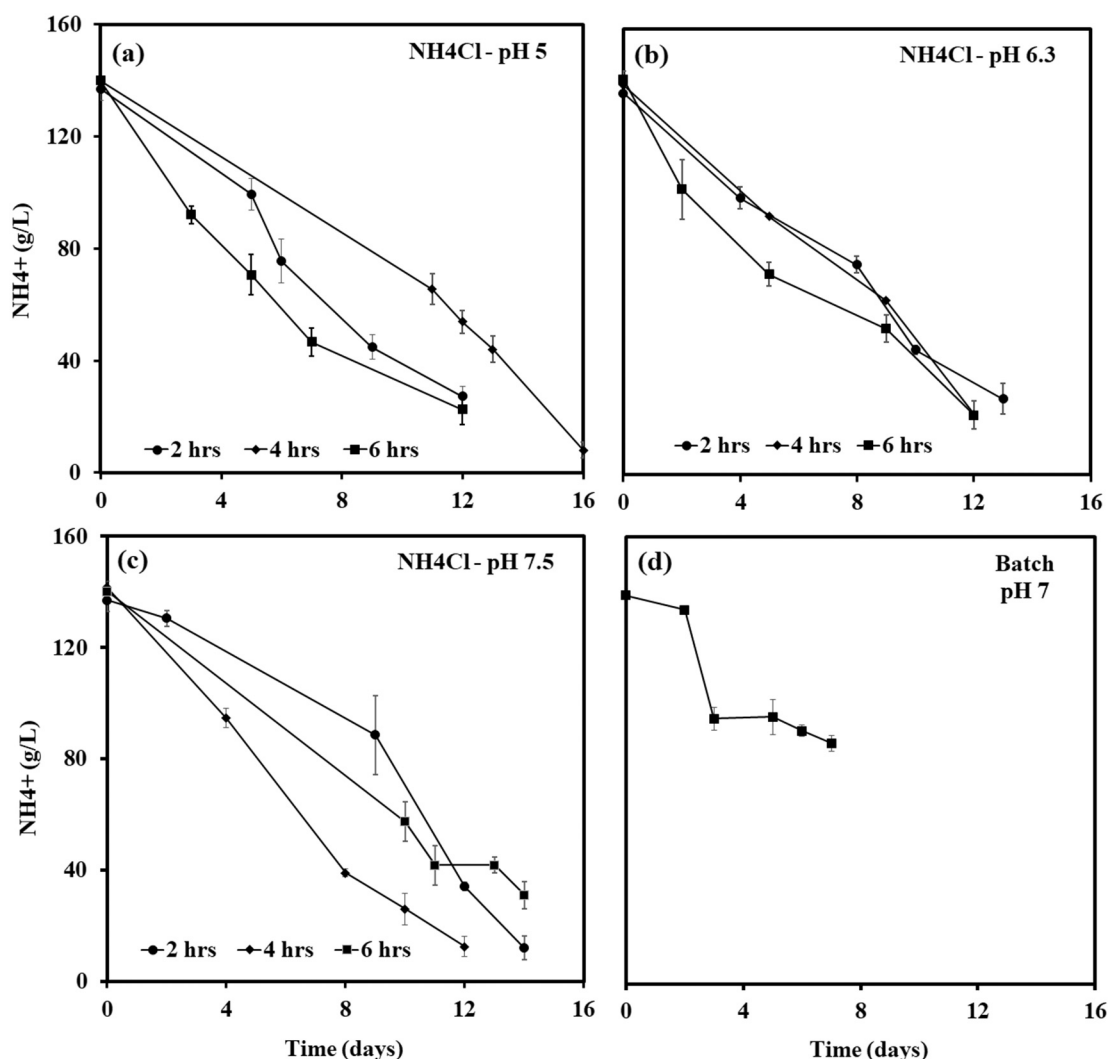 160
(a)
NH4Cl - pH 5
120
80
40
0
NH4+ (g/L)
2 hrs 4 hrs 6 hrs
0 4 8 12 16
(b)
NH4Cl - pH 6.3
2 hrs 4 hrs 6 hrs
0 4 8 12 16
160
(c)
NH4Cl - pH 7.5
120
80
40
0
NH4+ (g/L)
2 hrs 4 hrs 6 hrs
0 4 8 12 16
Time (days)
(d)
Batch
pH 7
0 4 8 12 16
Time (days)